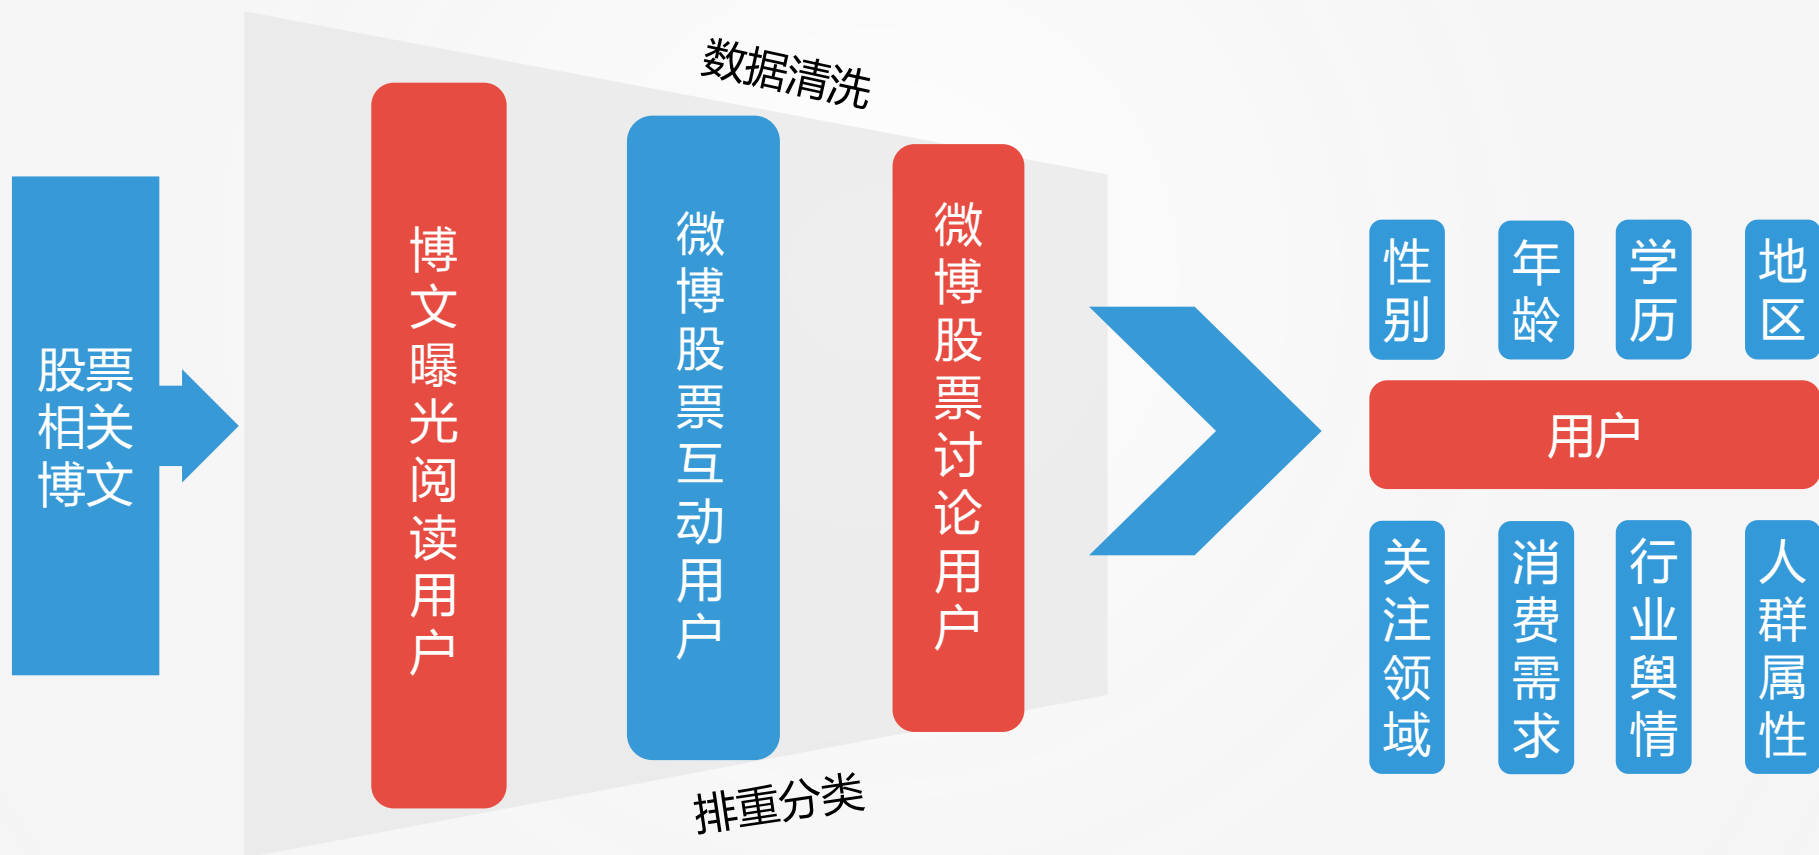 数据清洗
股票
相关
博文
博文曝光阅读用户
微博股票互动用户
微博股票讨论用户
排重分类
性别
年龄
学历
地区
用户
关注领域
消费需求
行业舆情
人群属性